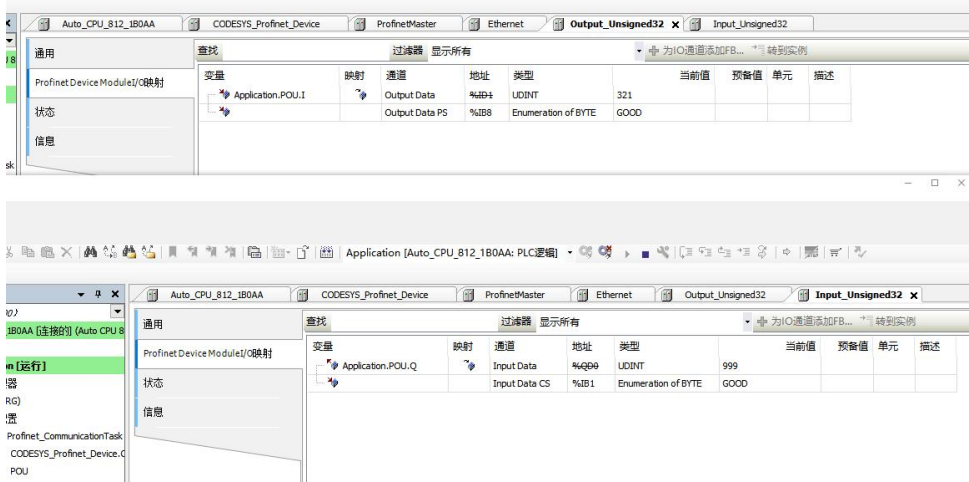 Auto_CPU_812_1B0AA CODESYS_Profinet_Device ProfinetMaster Ethernet Output_Unsigned32 X Input_Unsigned32
通用 查找 过滤器 显示所有 为IO通道添加FB... 转到实例
变量 映射 通道 地址 类型 当前值 预备值 单元 描述
Profinet Device ModuleI/O映射
Application.POU.I Output Data %ID1 UDINT 321
状态 Output Data PS %IB8 Enumeration of BYTE GOOD
信息
sk
Application [Auto_CPU_812_1B0AA: PLC逻辑]
Auto_CPU_812_1B0AA CODESYS_Profinet_Device ProfinetMaster Ethernet Output_Unsigned32 Input_Unsigned32 X
1B0AA [连接的] (Auto CPU 8
通用 查找 过滤器 显示所有 为IO通道添加FB... 转到实例
变量 映射 通道 地址 类型 当前值 预备值 单元 描述
Profinet Device ModuleI/O映射
on [运行] Application.POU.Q Input Data %QD0 UDINT 999
状态 Input Data CS %IB1 Enumeration of BYTE GOOD
RG)
信息
Profinet_CommunicationTask
CODESYS_Profinet_Device.C
POU